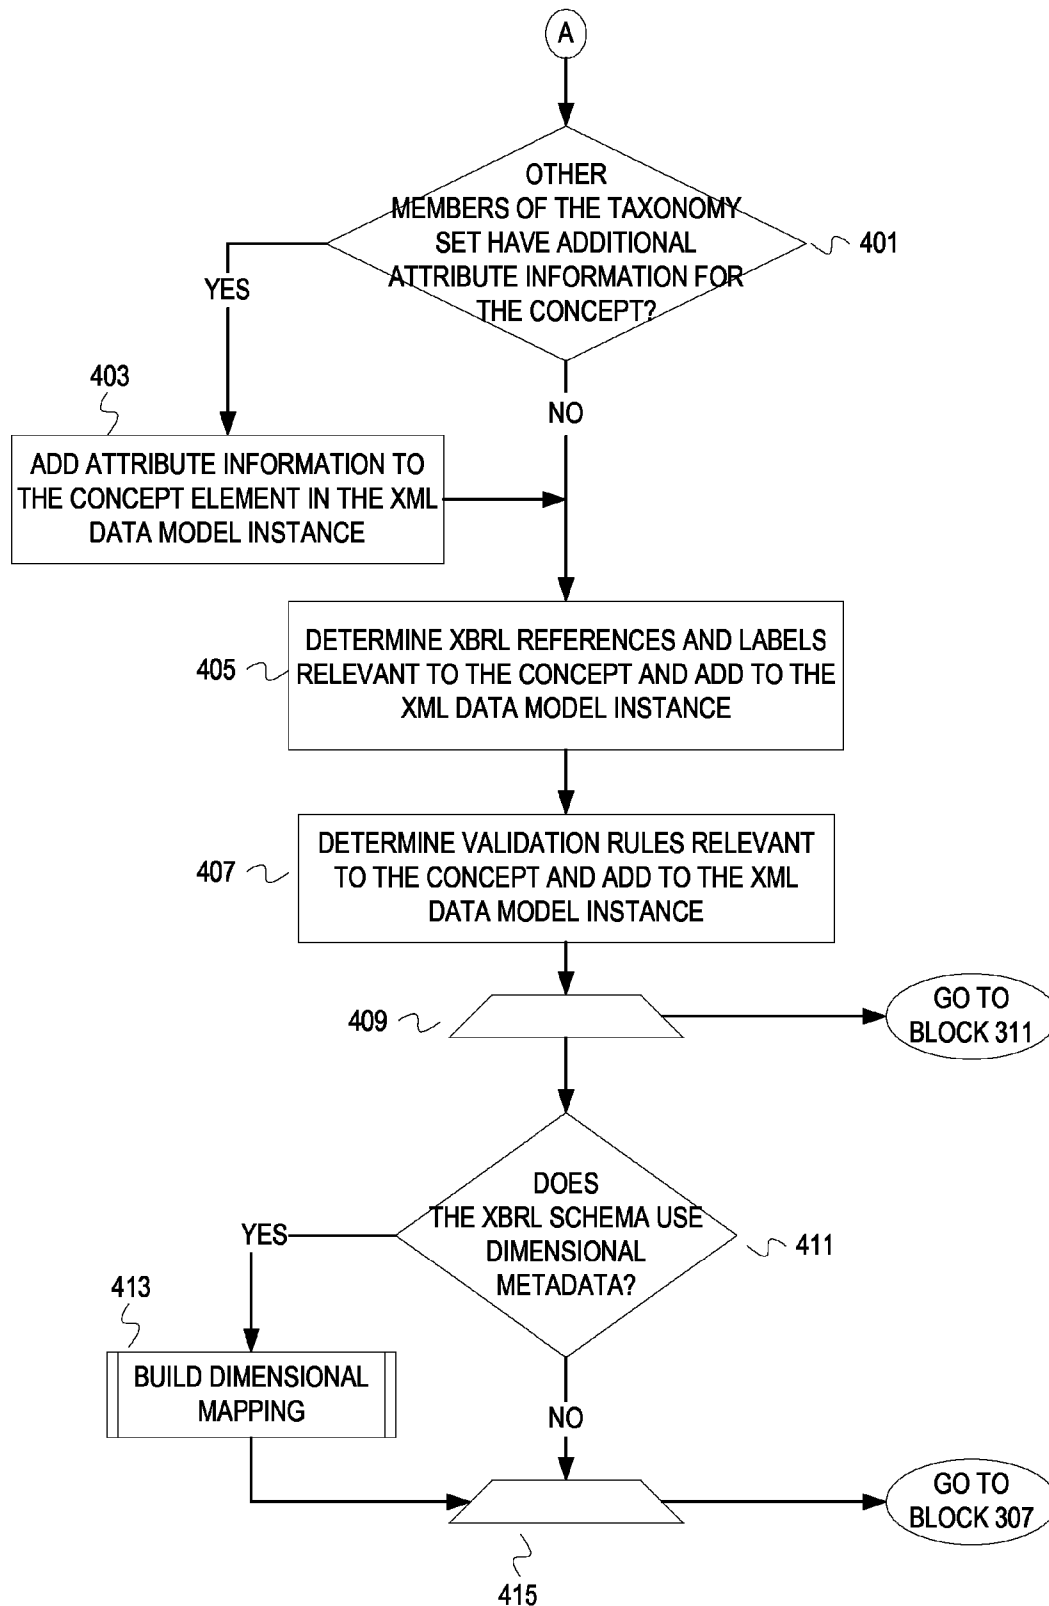 A
OTHER
MEMBERS OF THE TAXONOMY
SET HAVE ADDITIONAL
ATTRIBUTE INFORMATION FOR
THE CONCEPT?
401
YES
NO
403
ADD ATTRIBUTE INFORMATION TO
THE CONCEPT ELEMENT IN THE XML
DATA MODEL INSTANCE
405
DETERMINE XBRL REFERENCES AND LABELS
RELEVANT TO THE CONCEPT AND ADD TO THE
XML DATA MODEL INSTANCE
407
DETERMINE VALIDATION RULES RELEVANT
TO THE CONCEPT AND ADD TO THE XML
DATA MODEL INSTANCE
409
GO TO
BLOCK 311
DOES
THE XBRL SCHEMA USE
DIMENSIONAL
METADATA?
411
YES
413
BUILD DIMENSIONAL
MAPPING
NO
GO TO
BLOCK 307
415